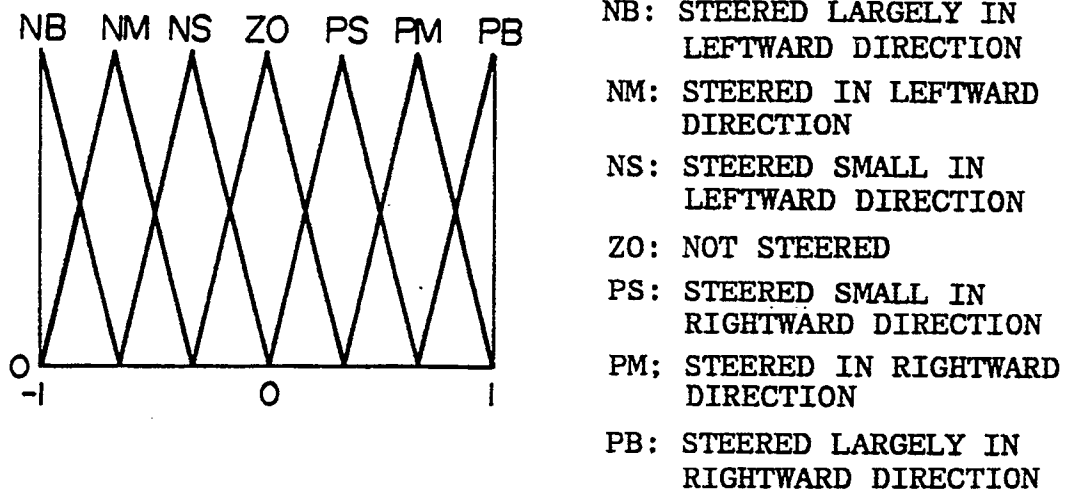 NB NM NS ZO PS PM PB
0
-1 0 1
NB: STEERED LARGELY IN
LEFTWARD DIRECTION
NM: STEERED IN LEFTWARD
DIRECTION
NS: STEERED SMALL IN
LEFTWARD DIRECTION
ZO: NOT STEERED
PS: STEERED SMALL IN
RIGHTWARD DIRECTION
PM; STEERED IN RIGHTWARD
DIRECTION
PB: STEERED LARGELY IN
RIGHTWARD DIRECTION